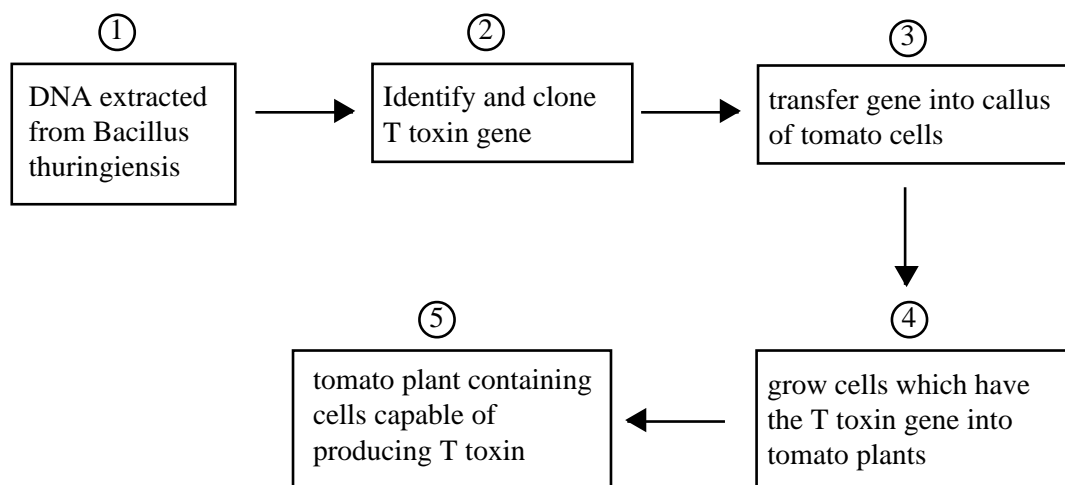 ①
DNA extracted
from Bacillus
thuringiensis
②
Identify and clone
T toxin gene
③
transfer gene into callus
of tomato cells
④
grow cells which have
the T toxin gene into
tomato plants
⑤
tomato plant containing
cells capable of
producing T toxin